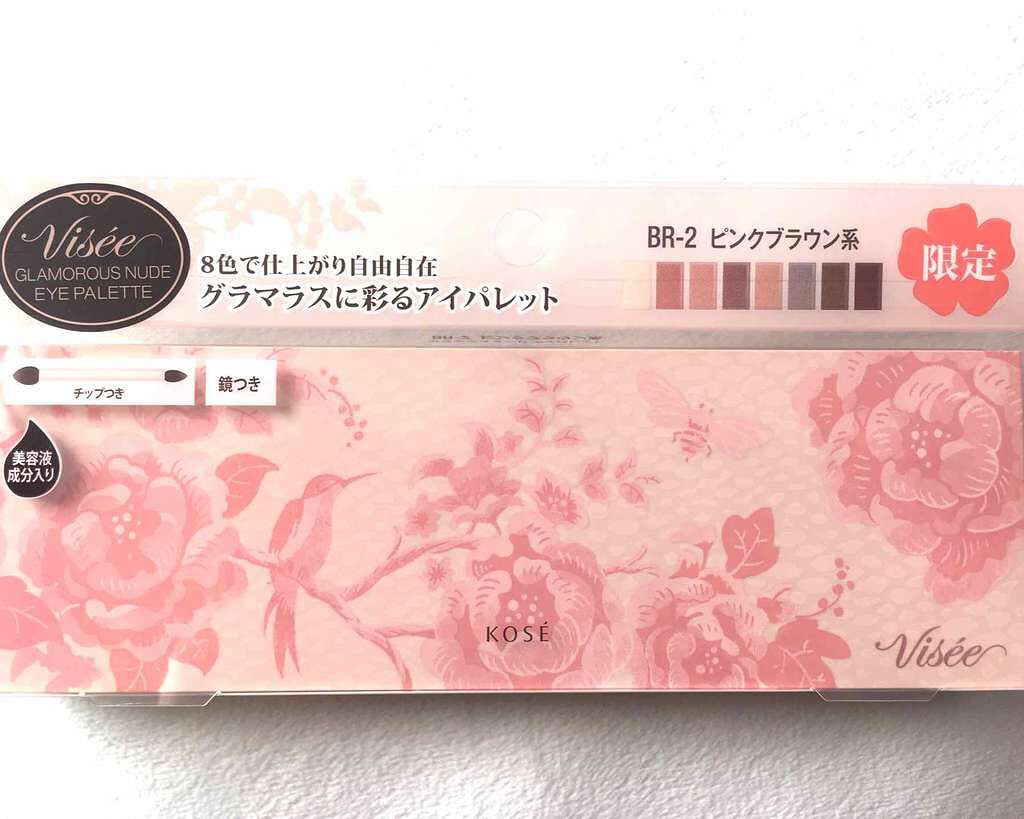 Visée
GLAMOROUS NUDE
EYE PALETTE
8色で仕上がり自由自在
グラマラスに彩るアイパレット
BR-2 ピンクブラウン系
限定
チップつき
鏡つき
美容液
成分入り
KOSÉ
Visée